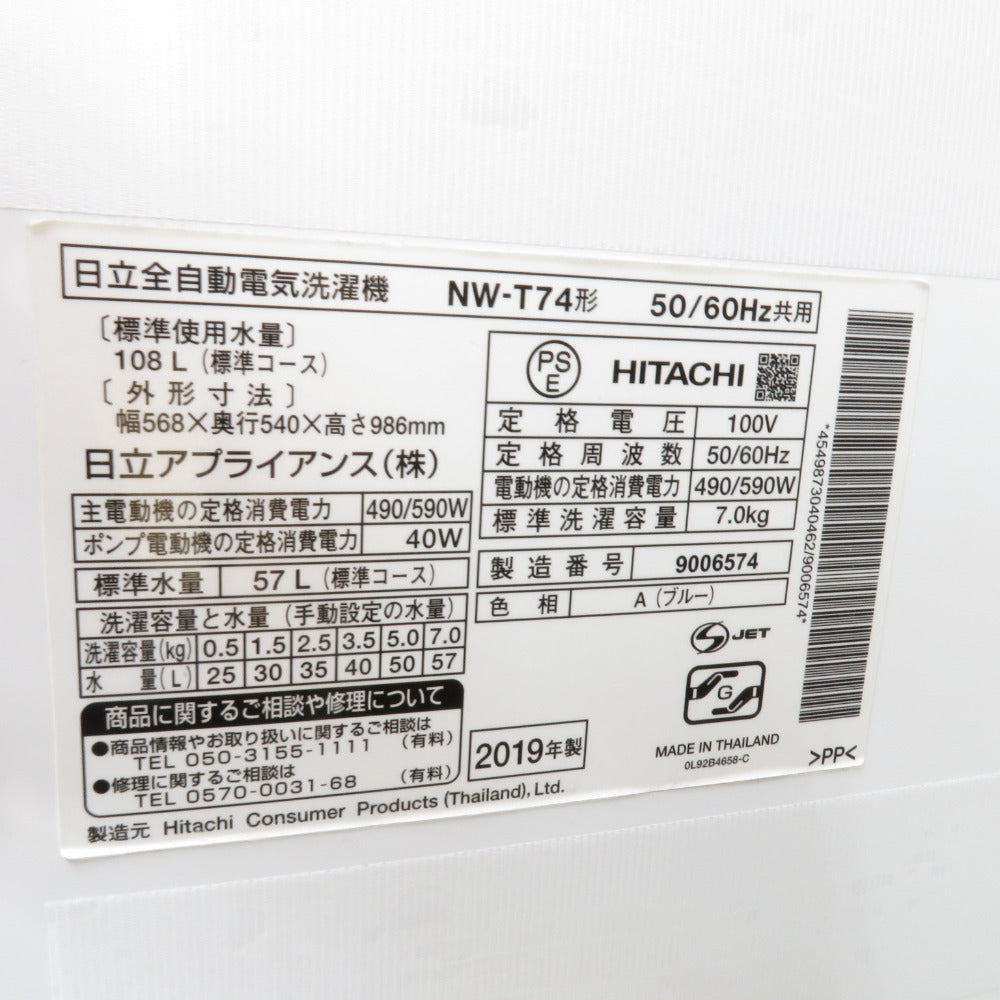 日立全自動電気洗濯機 NW-T74形 50/60Hz共用
〔標準使用水量〕
108 L (標準コース)
〔外形寸法〕
幅568×奥行540×高さ986mm
日立アプライアンス(株)
主電動機の定格消費電力 490/590W
ポンプ電動機の定格消費電力 40W
標準水量 57 L (標準コース)
洗濯容量と水量 (手動設定の水量)
洗濯容量(kg) 0.5 1.5 2.5 3.5 5.0 7.0
水 量(L) 25 30 35 40 50 57
商品に関するご相談や修理について
●商品情報やお取り扱いに関するご相談は
TEL 050-3155-1111 (有料)
●修理に関するご相談は
TEL 0570-0031-68 (有料)
製造元 Hitachi Consumer Products (Thailand), Ltd.
PSE HITACHI
定格電圧 100V
定格周波数 50/60Hz
電動機の定格消費電力 490/590W
標準洗濯容量 7.0kg
製造番号 9006574
色相 A (ブルー)
S JET
G
2019年製
MADE IN THAILAND
0L92B4658-C
>PP<
*4549873040462/9006574*